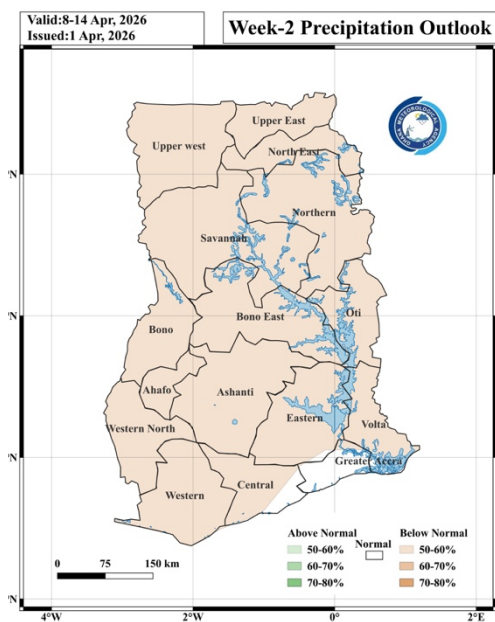 Valid:8-14 Apr, 2026
Issued:1 Apr, 2026
Week-2 Precipitation Outlook
GHANA METEOROLOGICAL AGENCY
Upper East
Upper west
North East
°N
Northern
Savannah
°N
Bono East
Oti
Bono
Ahafo
Ashanti
Eastern
Western North
Volta
°N
Greater Accra
Central
Western
Above Normal
Normal
Below Normal
50-60%
50-60%
60-70%
60-70%
70-80%
70-80%
0
75
150 km
°N
4°W
2°W
0°
2°E